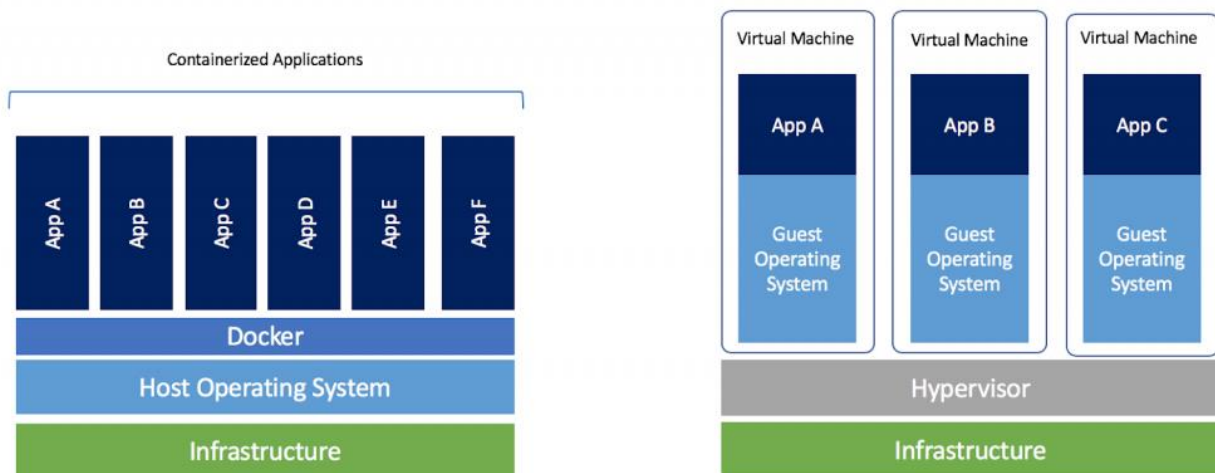 Containerized Applications
App A
App B
App C
App D
App E
App F
Docker
Host Operating System
Infrastructure
Virtual Machine
App A
Guest
Operating
System
Virtual Machine
App B
Guest
Operating
System
Virtual Machine
App C
Guest
Operating
System
Hypervisor
Infrastructure